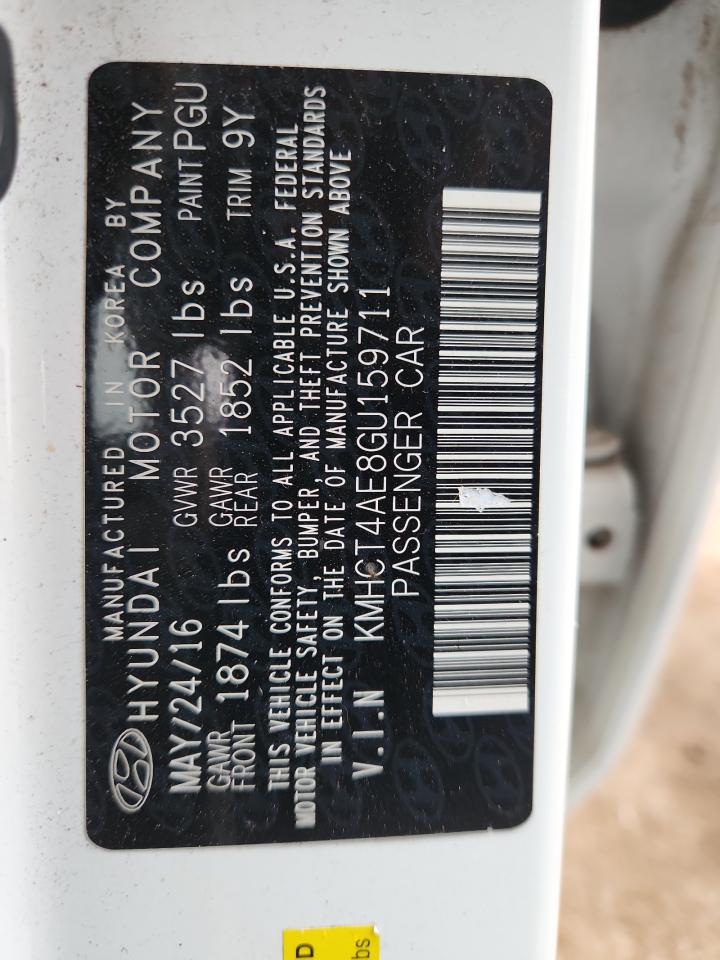 MANUFACTURED IN KOREA BY
HYUNDAI MOTOR COMPANY
MAY/24/16 GVWR 3527 lbs PAINT PGU
GAWR FRONT 1874 lbs GAWR REAR 1852 lbs TRIM 9Y
THIS VEHICLE CONFORMS TO ALL APPLICABLE U.S.A. FEDERAL
MOTOR VEHICLE SAFETY, BUMPER, AND THEFT PREVENTION STANDARDS
IN EFFECT ON THE DATE OF MANUFACTURE SHOWN ABOVE
V.I.N KMHCT4AE8GU159711
PASSENGER CAR
D
bs